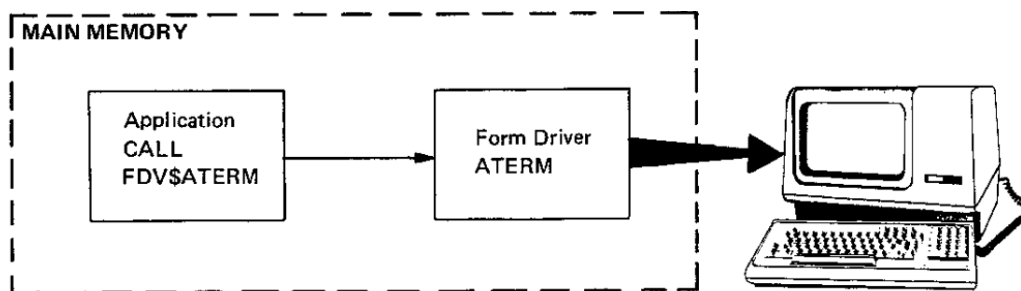 MAIN MEMORY
Application
CALL
FDV$ATERM
Form Driver
ATERM